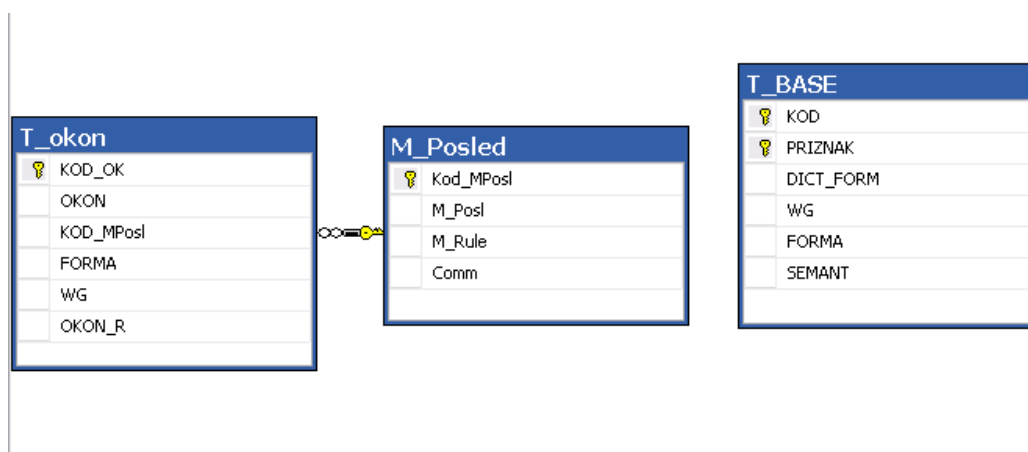 T_okon
KOD_OK
OKON
KOD_MPosl
FORMA
WG
OKON_R
M_Posled
Kod_MPosl
M_Posl
M_Rule
Comm
T_BASE
KOD
PRIZNAK
DICT_FORM
WG
FORMA
SEMANT